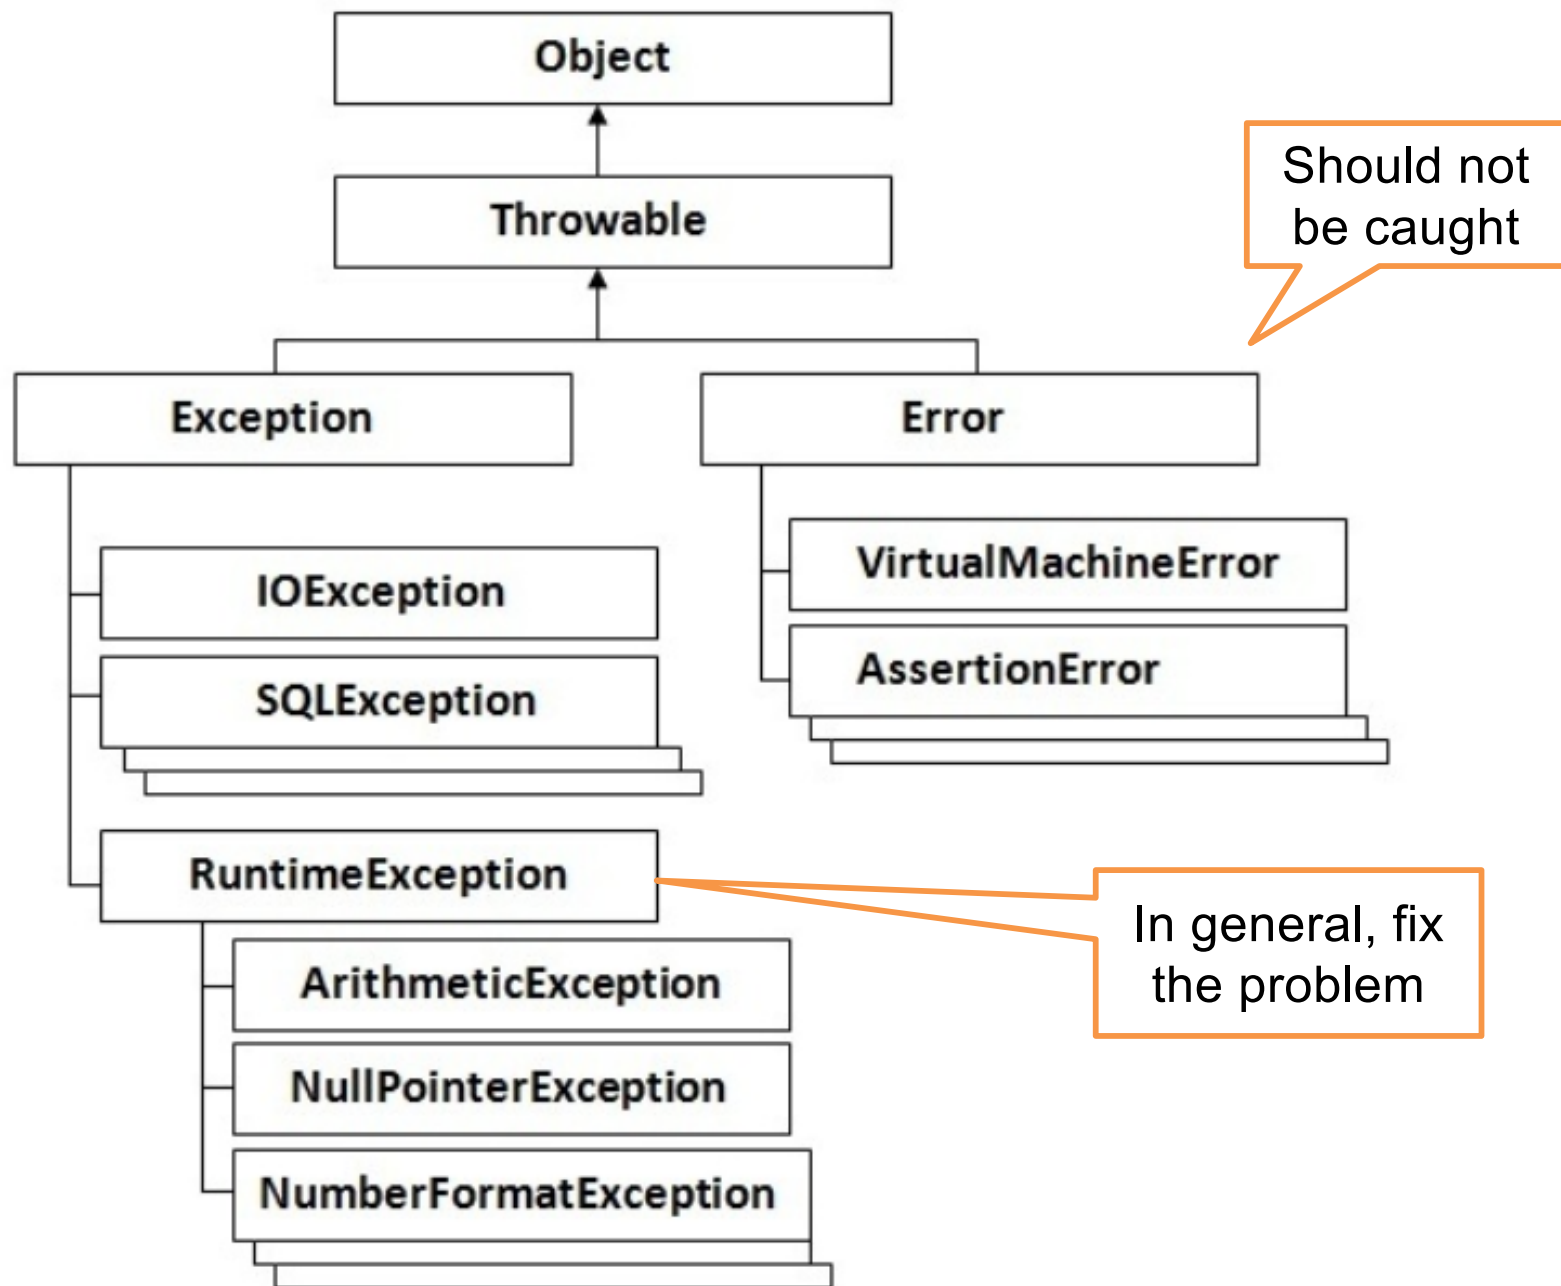 Object
Should not
be caught
Throwable
Exception
Error
VirtualMachineError
IOException
AssertionError
SQLException
RuntimeException
In general, fix
the problem
ArithmeticException
NullPointerException
NumberFormatException